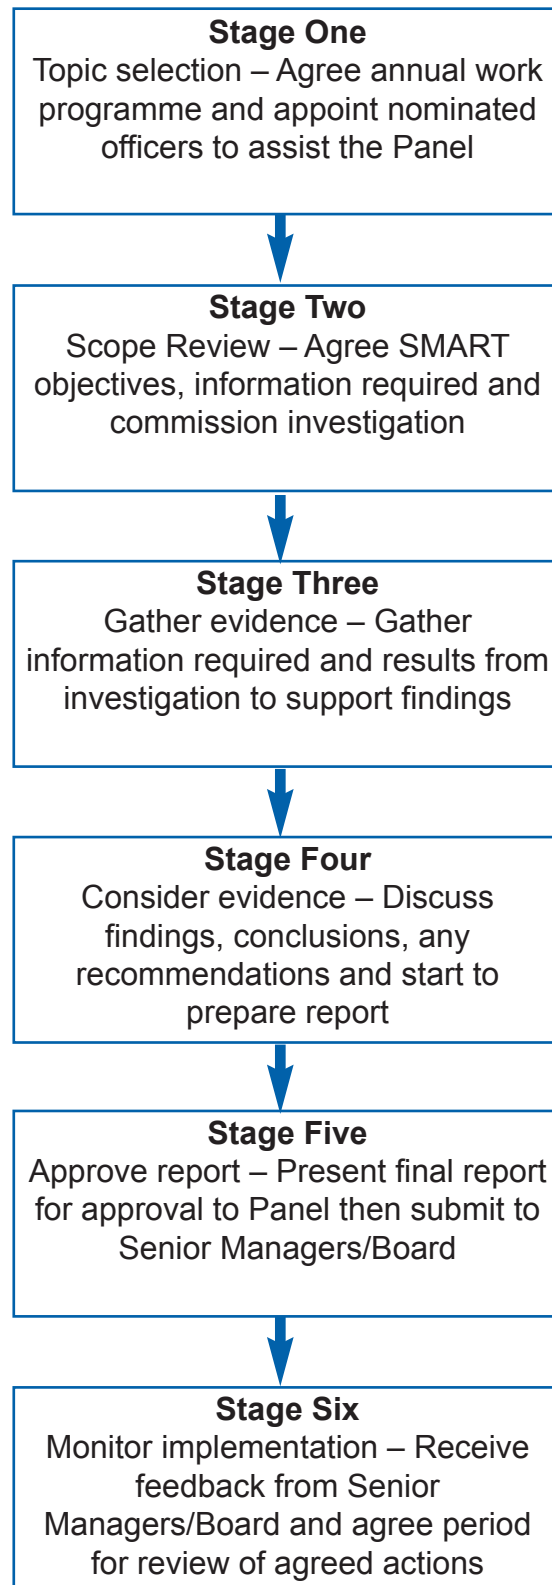 Stage One
Topic selection – Agree annual work
programme and appoint nominated
officers to assist the Panel
Stage Two
Scope Review – Agree SMART
objectives, information required and
commission investigation
Stage Three
Gather evidence – Gather
information required and results from
investigation to support findings
Stage Four
Consider evidence – Discuss
findings, conclusions, any
recommendations and start to
prepare report
Stage Five
Approve report – Present final report
for approval to Panel then submit to
Senior Managers/Board
Stage Six
Monitor implementation – Receive
feedback from Senior
Managers/Board and agree period
for review of agreed actions